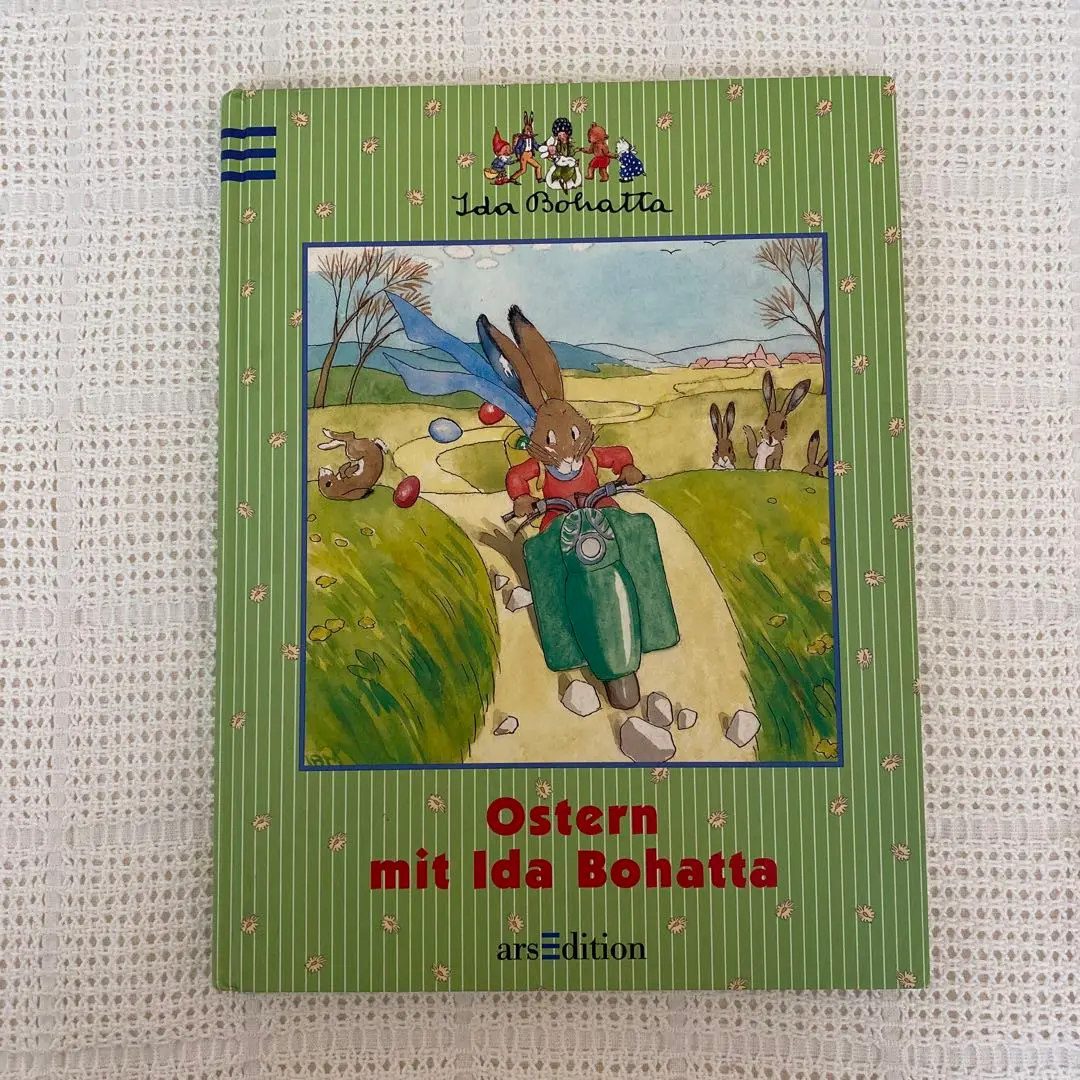 Ida Bohatta
Ostern
mit Ida Bohatta
arsEdition